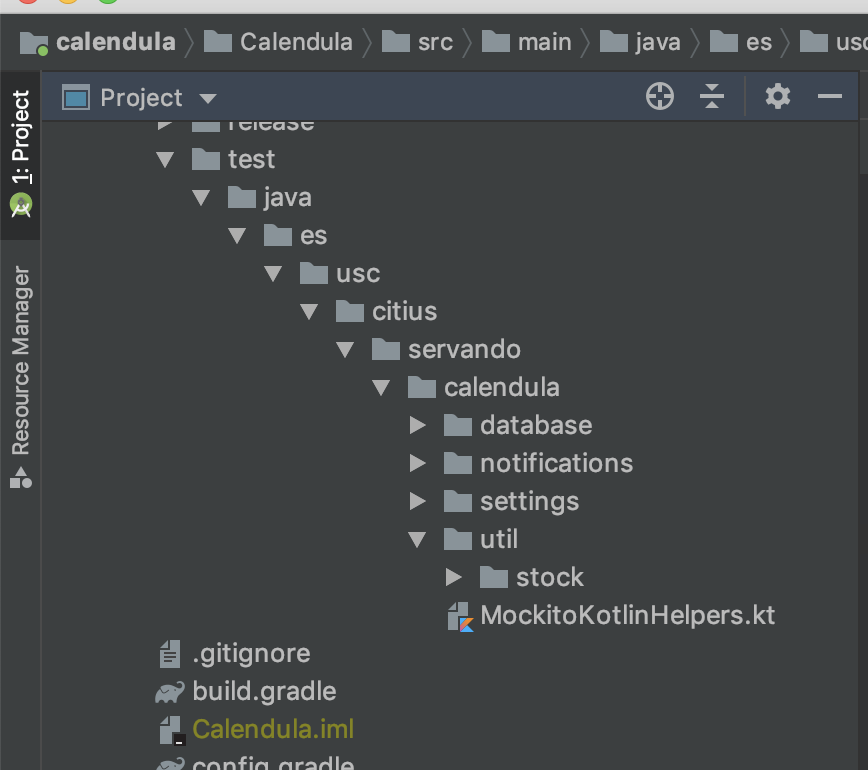 calendula Calendula src main java es usc
Project
release
test
java
es
usc
citius
servando
calendula
database
notifications
settings
util
stock
MockitoKotlinHelpers.kt
.gitignore
build.gradle
Calendula.iml
config.gradle
1: Project
Resource Manager